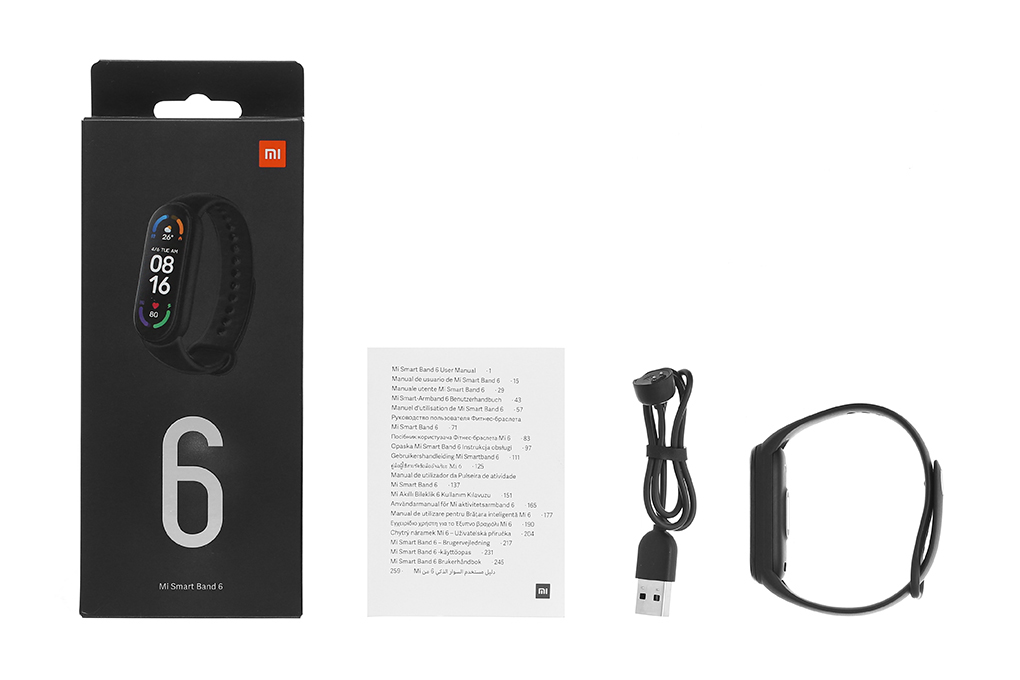 mi
26°
4/6 TUE AM
08
16
80
6
Mi Smart Band 6
Mi Smart Band 6 User Manual · 1
Manual de usuario de Mi Smart Band 6 · 15
Manuale utente Mi Smart Band 6 · 29
Mi Smart-Armband 6 Benutzerhandbuch · 43
Manuel d'utilisation de Mi Smart Band 6 · 57
Руководство пользователя Фитнес-браслета
Mi Smart Band 6 · 71
Посібник користувача Фітнес-браслета Mi 6 · 83
Opaska Mi Smart Band 6 Instrukcja obsługi · 97
Gebruikershandleiding Mi Smartband 6 · 111
Mi 6 · 125
Manual de utilizador da Pulseira de atividade
Mi Smart Band 6 · 137
Mi Akıllı Bileklik 6 Kullanım Kılavuzu · 151
Användarmanual för Mi aktivitetsarmband 6 · 165
Manual de utilizare pentru Brățara inteligentă Mi 6 · 177
Εγχειρίδιο χρήστη για το Έξυπνο βραχιόλι Mi 6 · 190
Chytrý náramek Mi 6 – Uživatelská příručka · 204
Mi Smart Band 6 – Brugervejledning · 217
Mi Smart Band 6 -käyttöopas · 231
Mi Smart Band 6 Brukerhåndbok · 245
دليل مستخدم السوار الذكي 6 من Mi · 259
mi